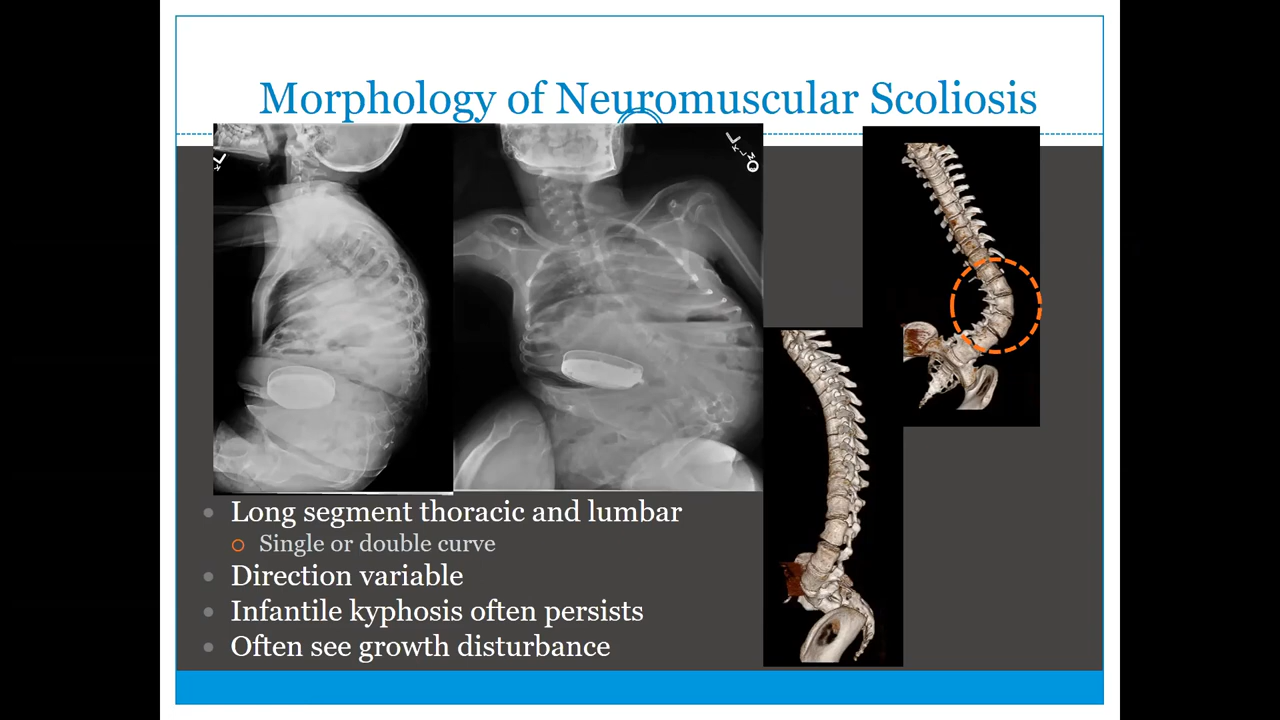 Morphology of Neuromuscular Scoliosis
L
L
Long segment thoracic and lumbar
Single or double curve
Direction variable
Infantile kyphosis often persists
Often see growth disturbance